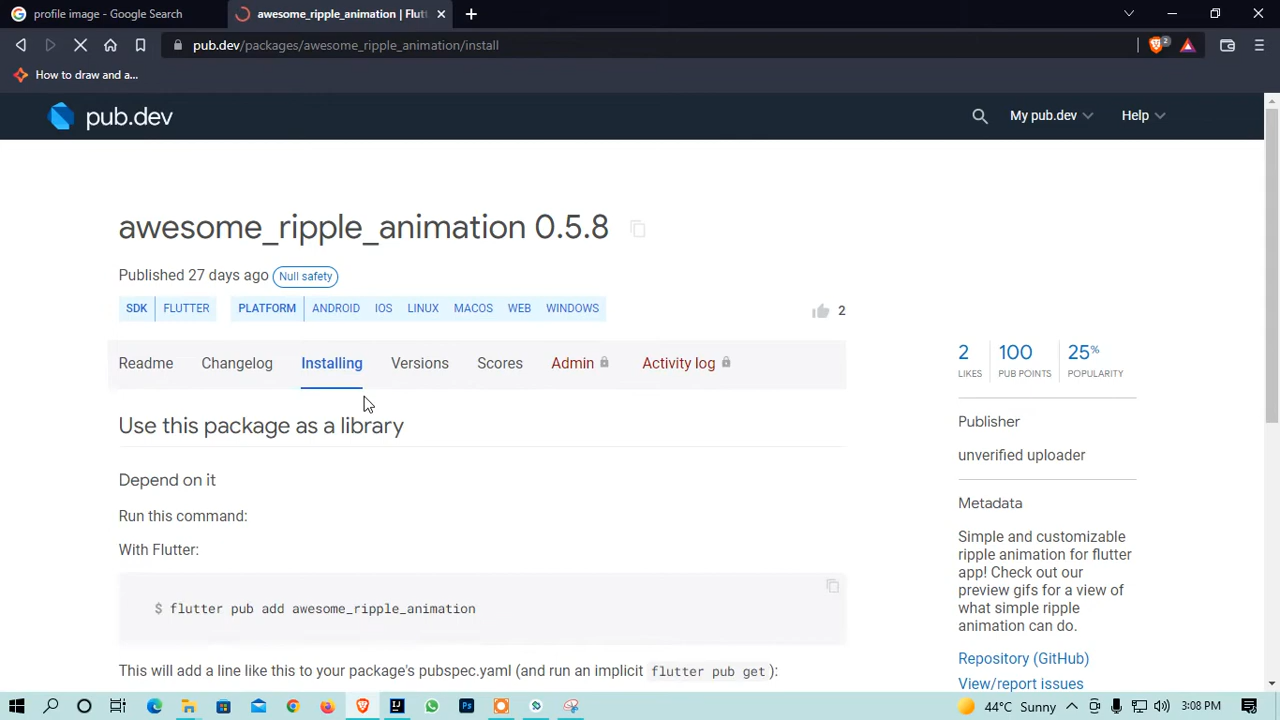 profile image - Google Search
awesome_ripple_animation | Flutt
pub.dev/packages/awesome_ripple_animation/install
2
How to draw and a...
pub.dev
My pub.dev
Help
awesome_ripple_animation 0.5.8
Published 27 days ago
Null safety
SDK
FLUTTER
PLATFORM
ANDROID
IOS
LINUX
MACOS
WEB
WINDOWS
2
Readme
Changelog
Installing
Versions
Scores
Admin
Activity log
Use this package as a library
Depend on it
Run this command:
With Flutter:
$ flutter pub add awesome_ripple_animation
This will add a line like this to your package's pubspec.yaml (and run an implicit flutter pub get ):
2
LIKES
100
PUB POINTS
25%
POPULARITY
Publisher
unverified uploader
Metadata
Simple and customizable
ripple animation for flutter
app! Check out our
preview gifs for a view of
what simple ripple
animation can do.
Repository (GitHub)
View/report issues
44°C Sunny
3:08 PM